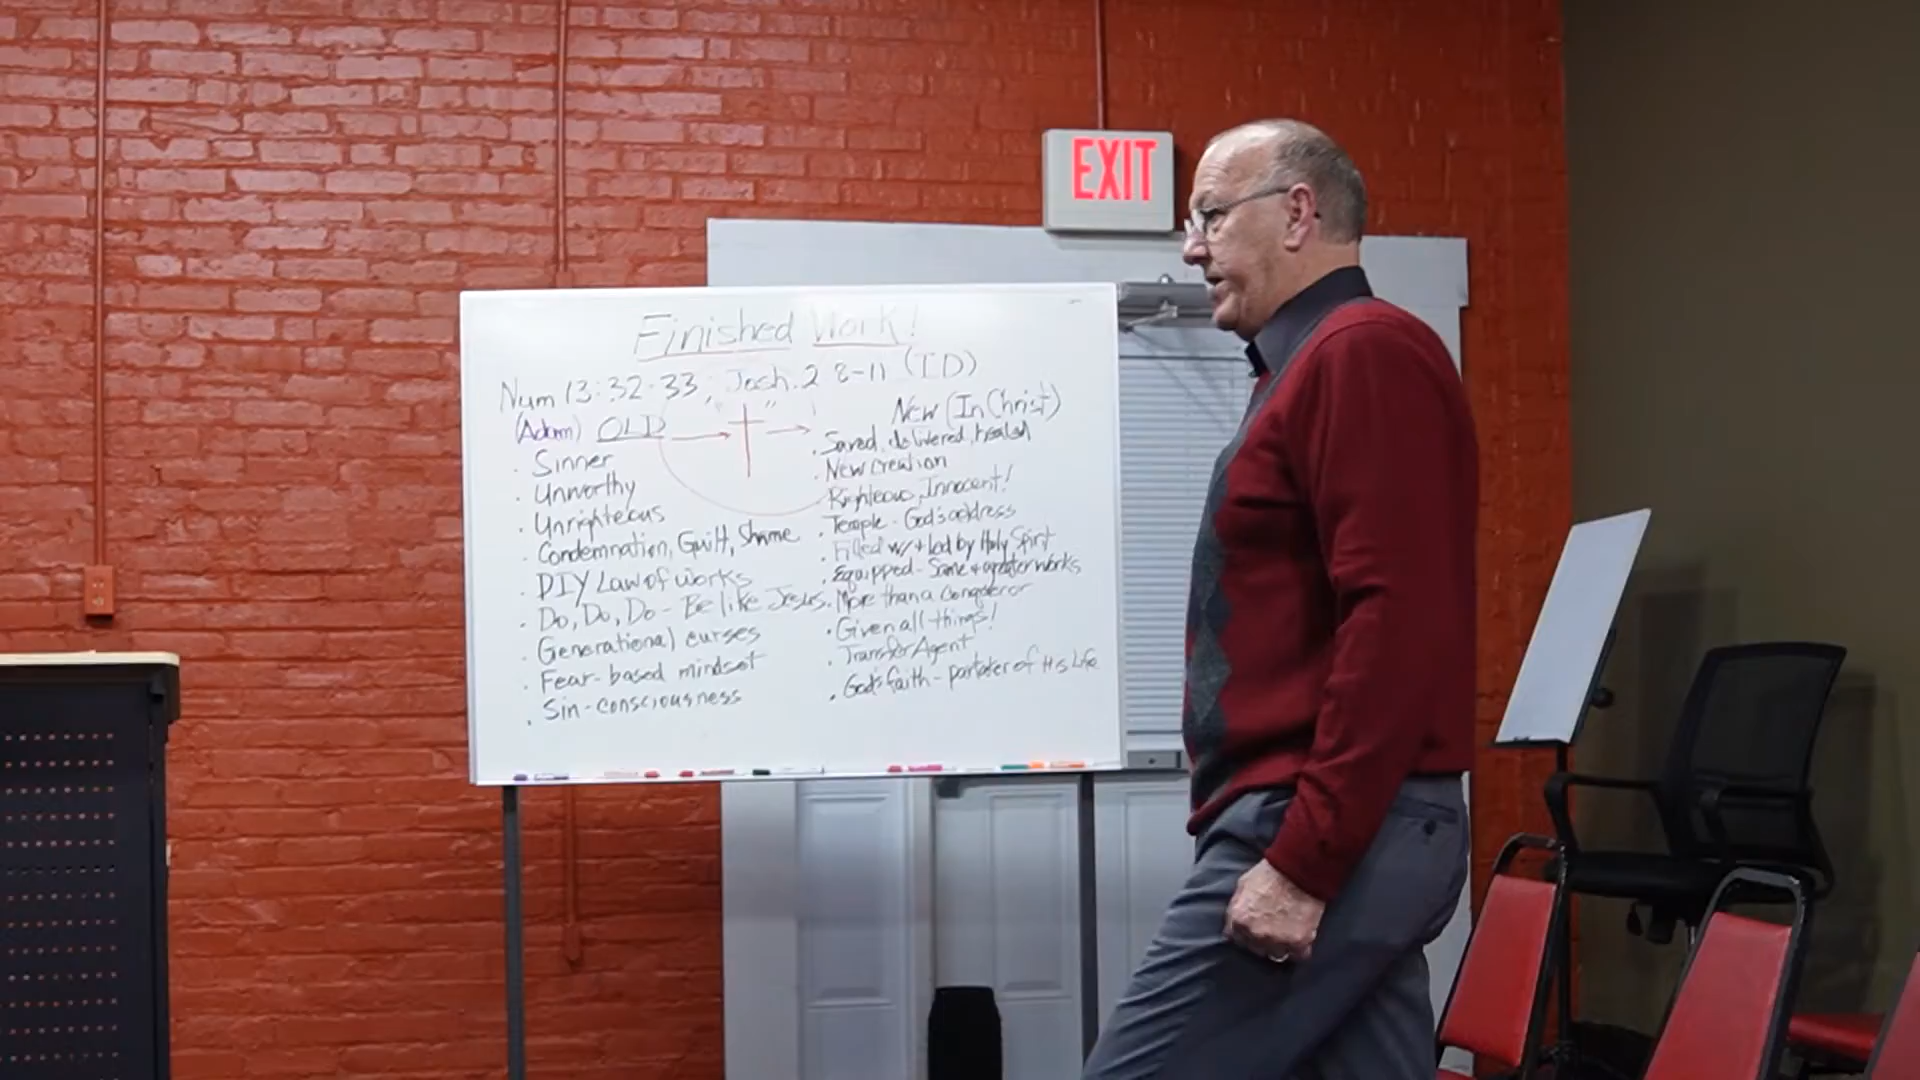 EXIT
Finished Work!
Num 13:32-33; Josh. 2 8-11 (ID)
(Adam) OLD
· Sinner
· Unworthy
· Unrighteous
· Condemnation, Guilt, Shame
· DIY Law of works
· Do, Do, Do - Be like Jesus
· Generational curses
· Fear-based mindset
· Sin-consciousness
New (In Christ)
· Saved, delivered, healed
· New creation
· Righteous, Innocent!
· Temple - God's address
· Filled w/ + led by Holy Spirit
· Equipped - Same + greater works
· More than a conqueror
· Given all things!
· Transfer Agent
· God's faith - partaker of His Life